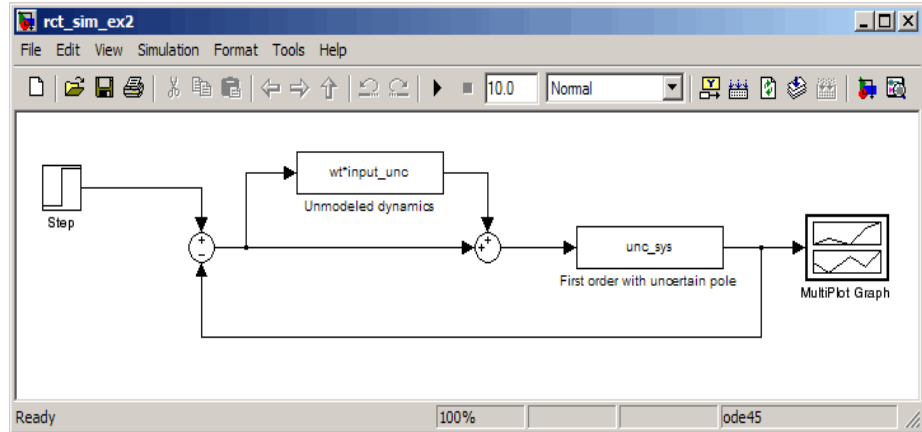 rct_sim_ex2
File Edit View Simulation Format Tools Help
10.0 Normal
wt*input_unc
Unmodeled dynamics
Step
unc_sys
First order with uncertain pole
MultiPlot Graph
Ready 100% ode45